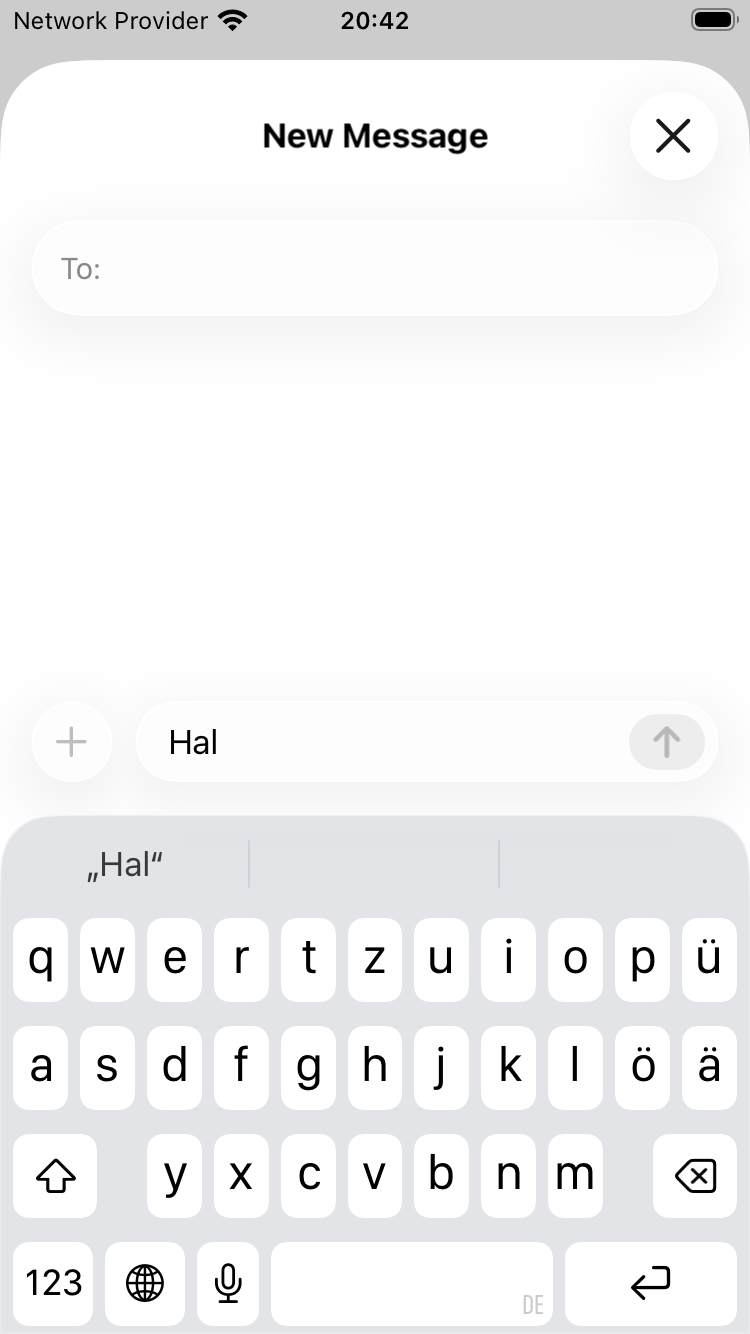 Network Provider 20:42
New Message
To:
Hal
„Hal“
q w e r t z u i o p ü
a s d f g h j k l ö ä
y x c v b n m
123 DE